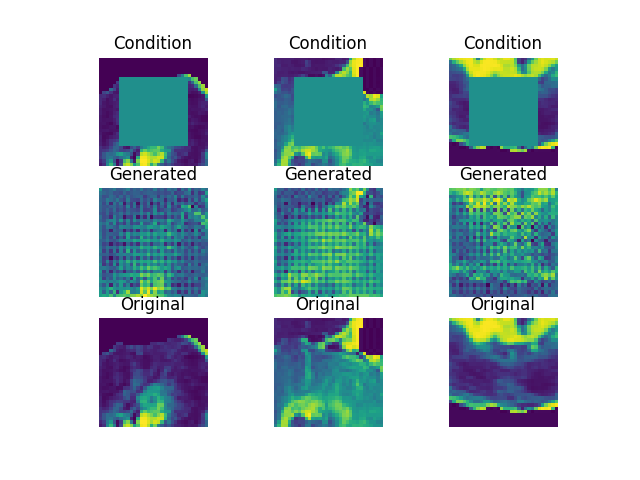 Condition Condition Condition
Generated Generated Generated
Original Original Original